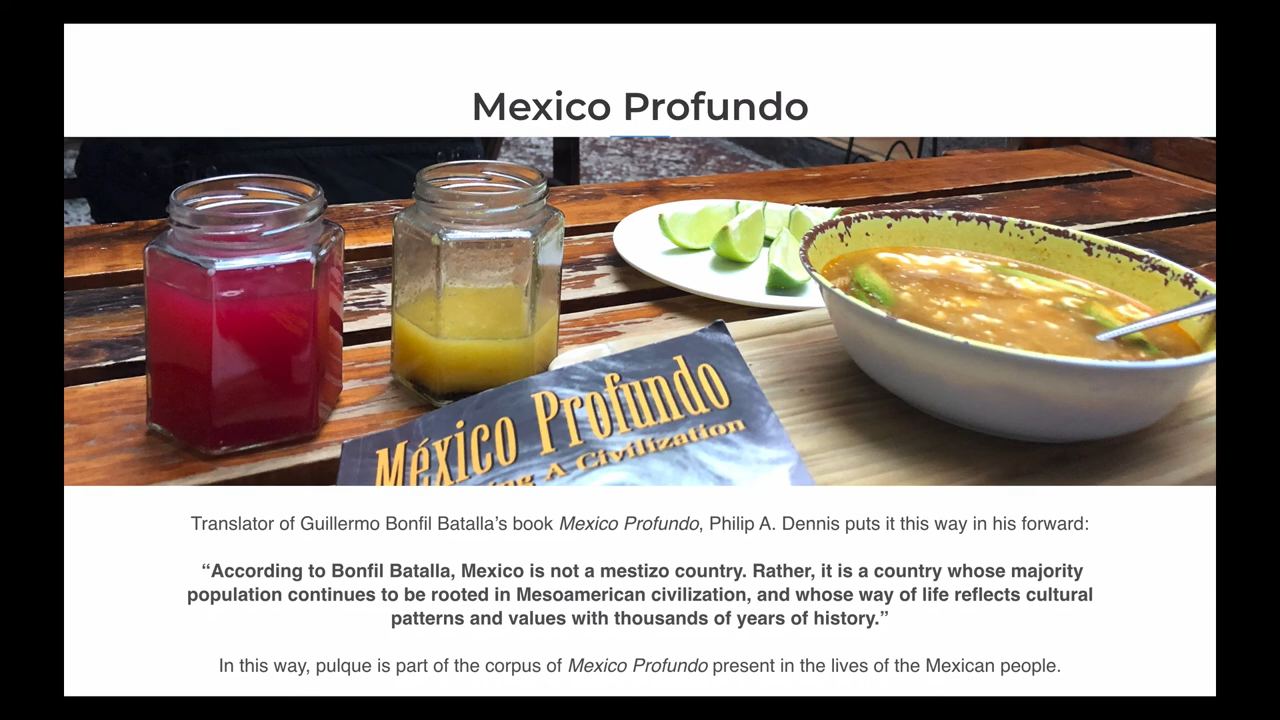 Mexico Profundo
México Profundo
ing A Civilization
Translator of Guillermo Bonfil Batalla’s book Mexico Profundo, Philip A. Dennis puts it this way in his forward:
“According to Bonfil Batalla, Mexico is not a mestizo country. Rather, it is a country whose majority
population continues to be rooted in Mesoamerican civilization, and whose way of life reflects cultural
patterns and values with thousands of years of history.”
In this way, pulque is part of the corpus of Mexico Profundo present in the lives of the Mexican people.